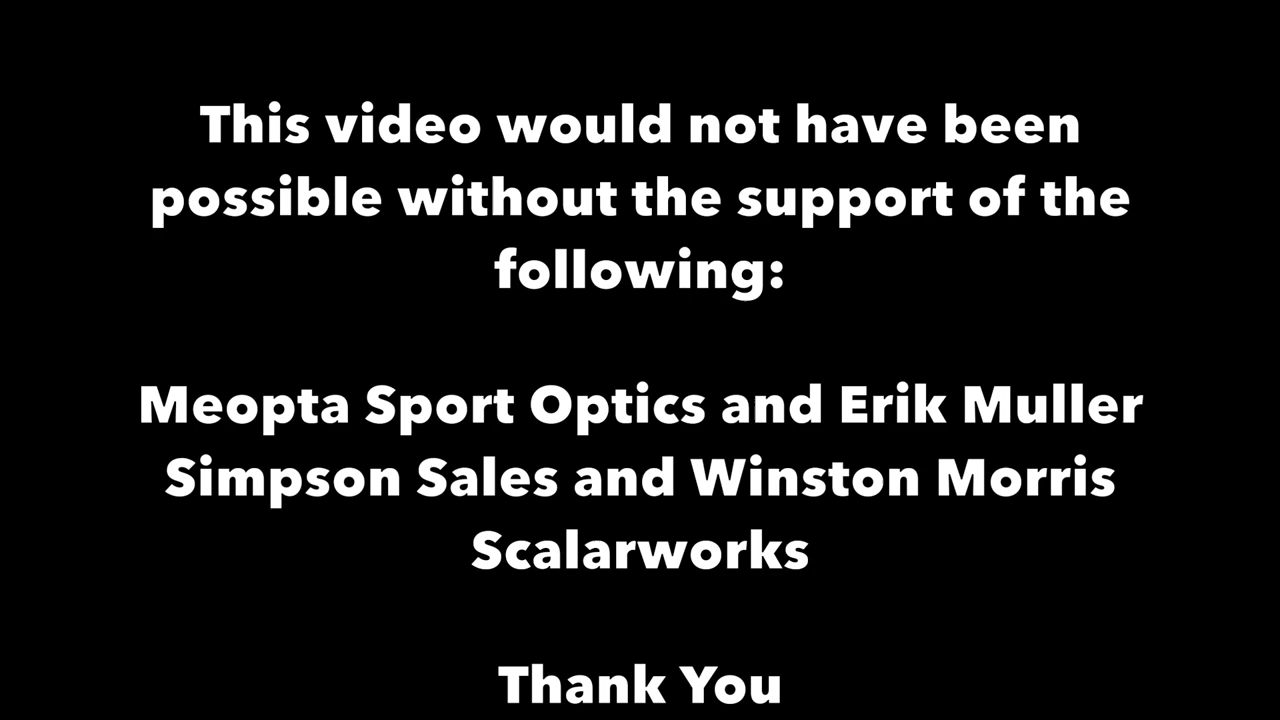 This video would not have been
possible without the support of the
following:
Meopta Sport Optics and Erik Muller
Simpson Sales and Winston Morris
Scalarworks
Thank You